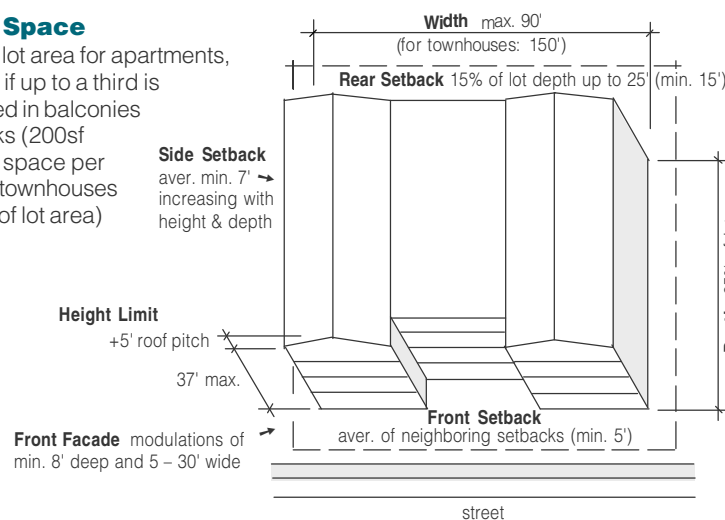 Space
lot area for apartments,
if up to a third is
in balconies
(200sf
space per
townhouses
of lot area)
Width max. 90'
(for townhouses: 150')
Rear Setback 15% of lot depth up to 25' (min. 15')
Side Setback
aver. min. 7'
increasing with
height & depth
Height Limit
+5' roof pitch
37' max.
Front Facade modulations of
min. 8' deep and 5 – 30' wide
Front Setback
aver. of neighboring setbacks (min. 5')
street